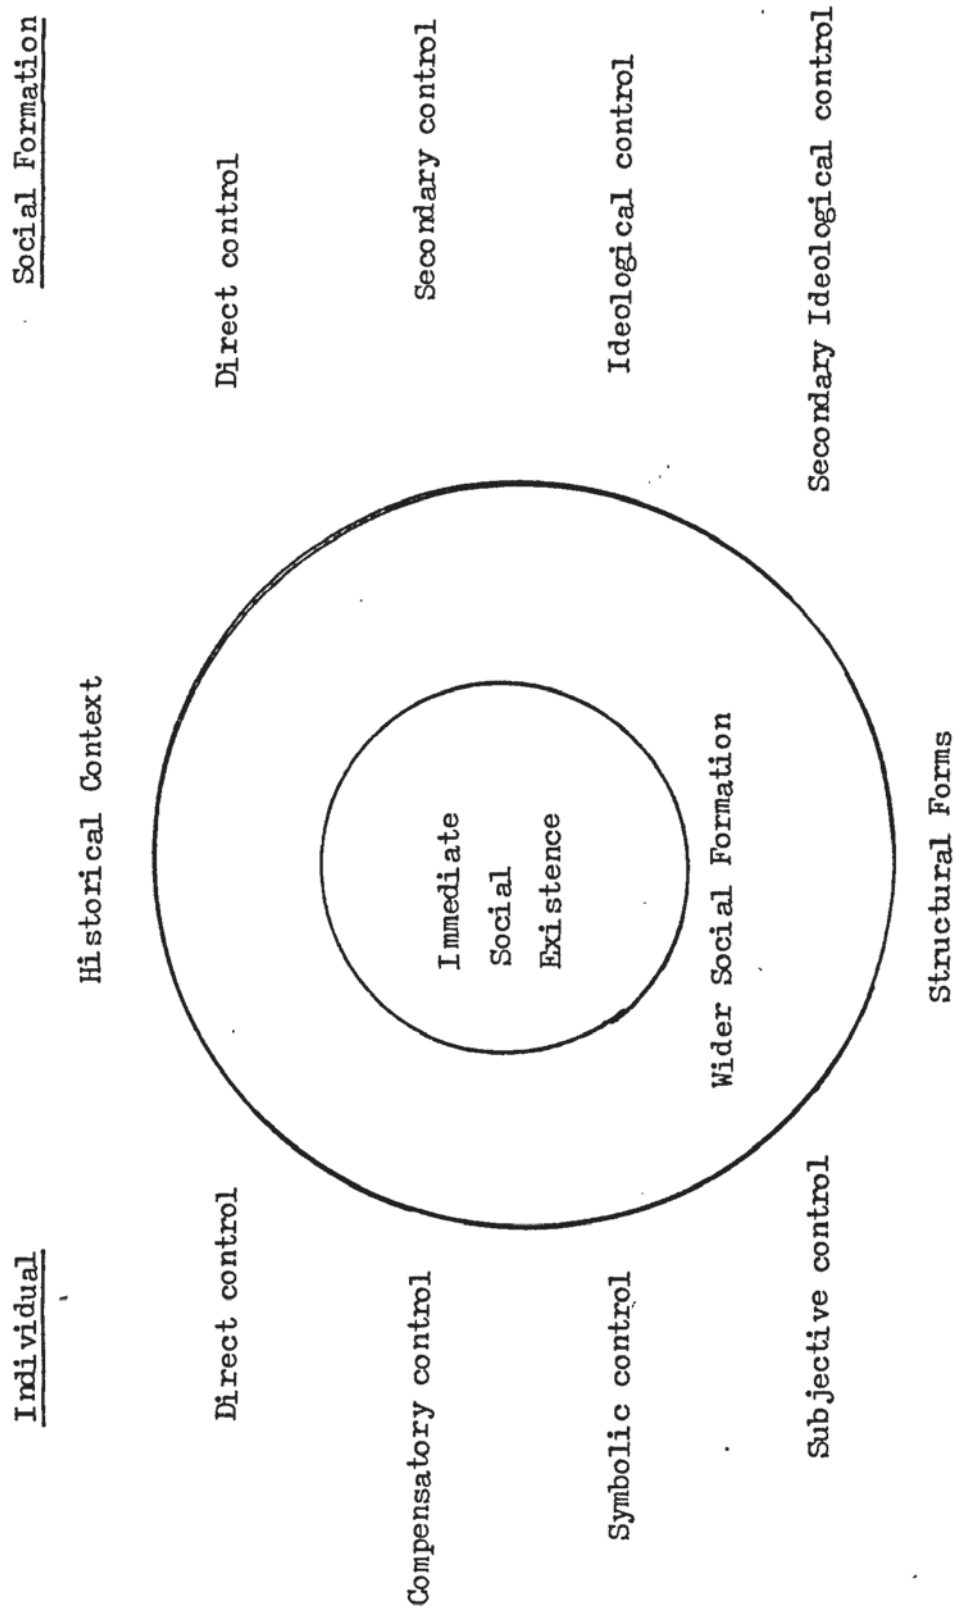 Individual
Social Formation
Historical Context
Direct control
Direct control
Compensatory control
Immediate
Social
Existence
Secondary control
Symbolic control
Ideological control
Wider Social Formation
Subjective control
Secondary Ideological control
Structural Forms